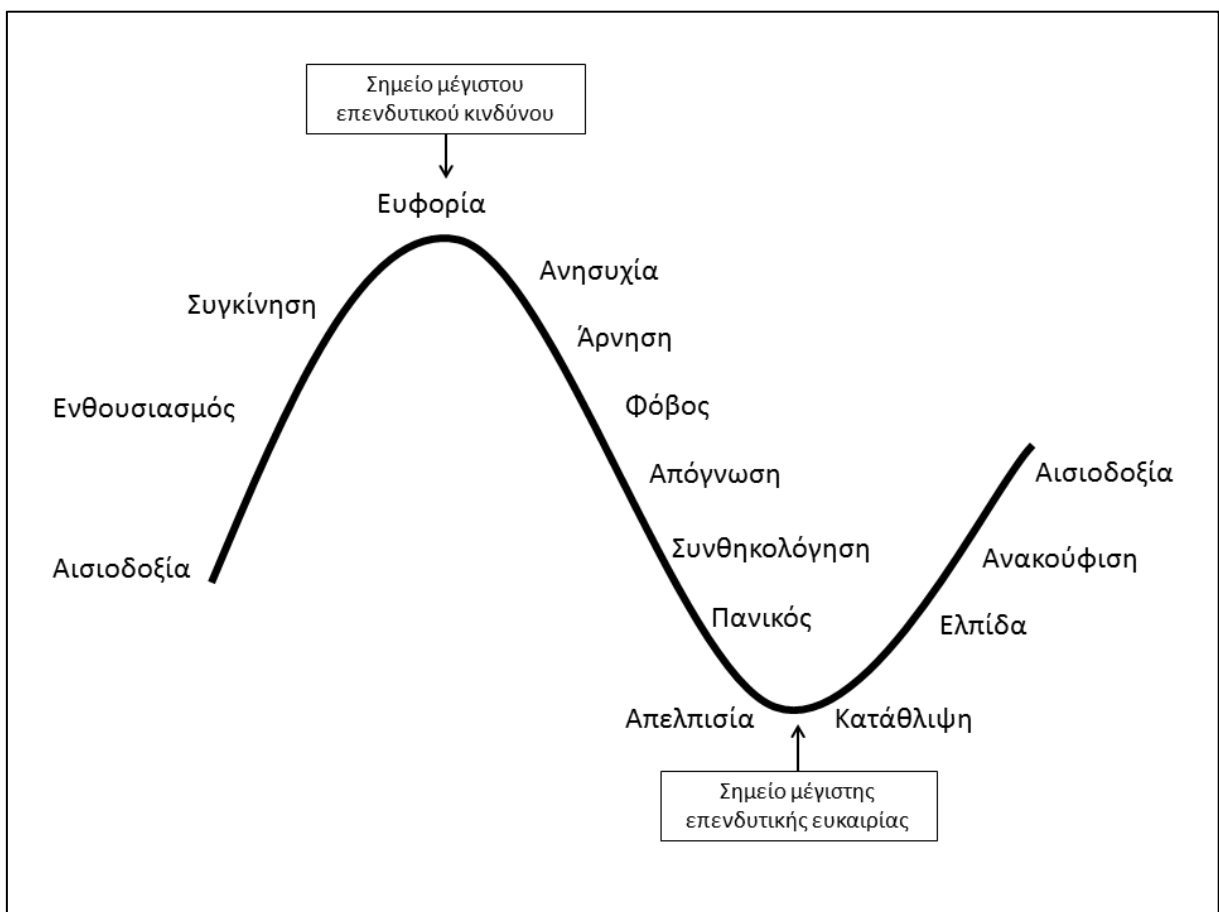 Σημείο μέγιστου
επενδυτικού κινδύνου
Ευφορία
Συγκίνηση
Ενθουσιασμός
Αισιοδοξία
Ανησυχία
Άρνηση
Φόβος
Απόγνωση
Συνθηκολόγηση
Πανικός
Απελπισία
Κατάθλιψη
Ελπίδα
Ανακούφιση
Αισιοδοξία
Σημείο μέγιστης
επενδυτικής ευκαιρίας